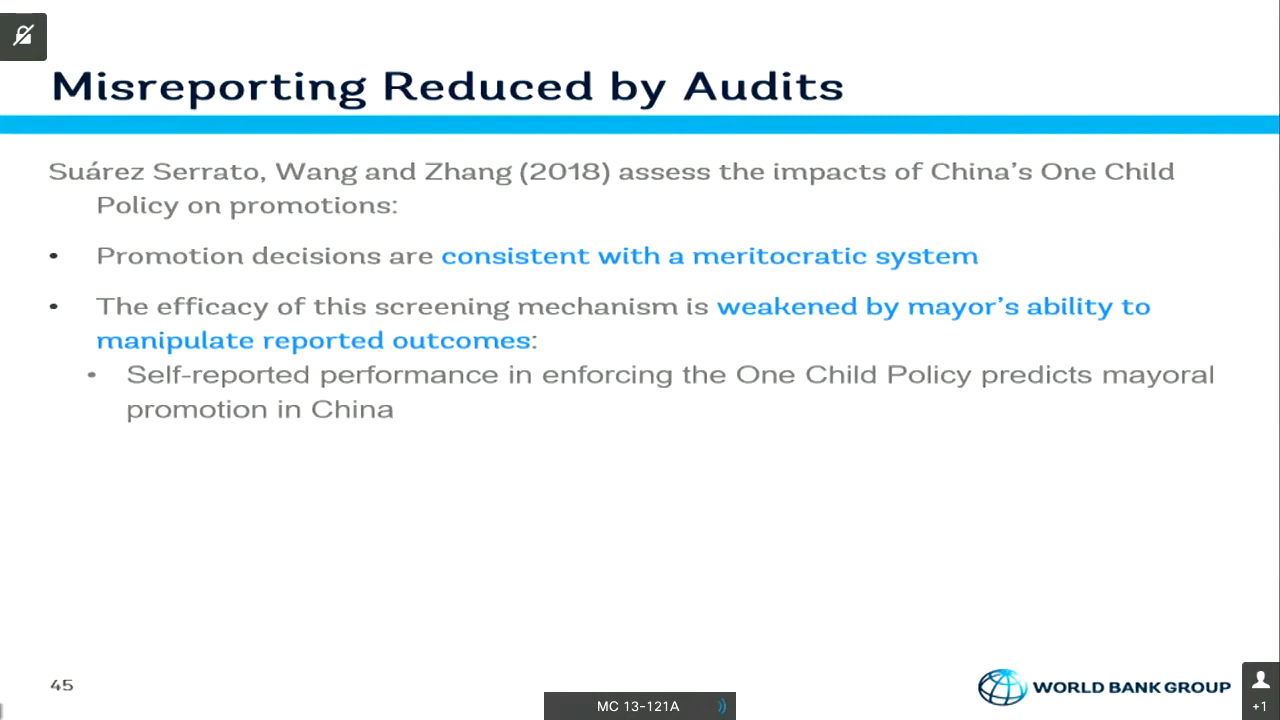 Misreporting Reduced by Audits
Suárez Serrato, Wang and Zhang (2018) assess the impacts of China's One Child
Policy on promotions:
• Promotion decisions are consistent with a meritocratic system
• The efficacy of this screening mechanism is weakened by mayor's ability to
manipulate reported outcomes:
• Self-reported performance in enforcing the One Child Policy predicts mayoral
promotion in China
45
WORLD BANK GROUP
MC 13-121A
+1